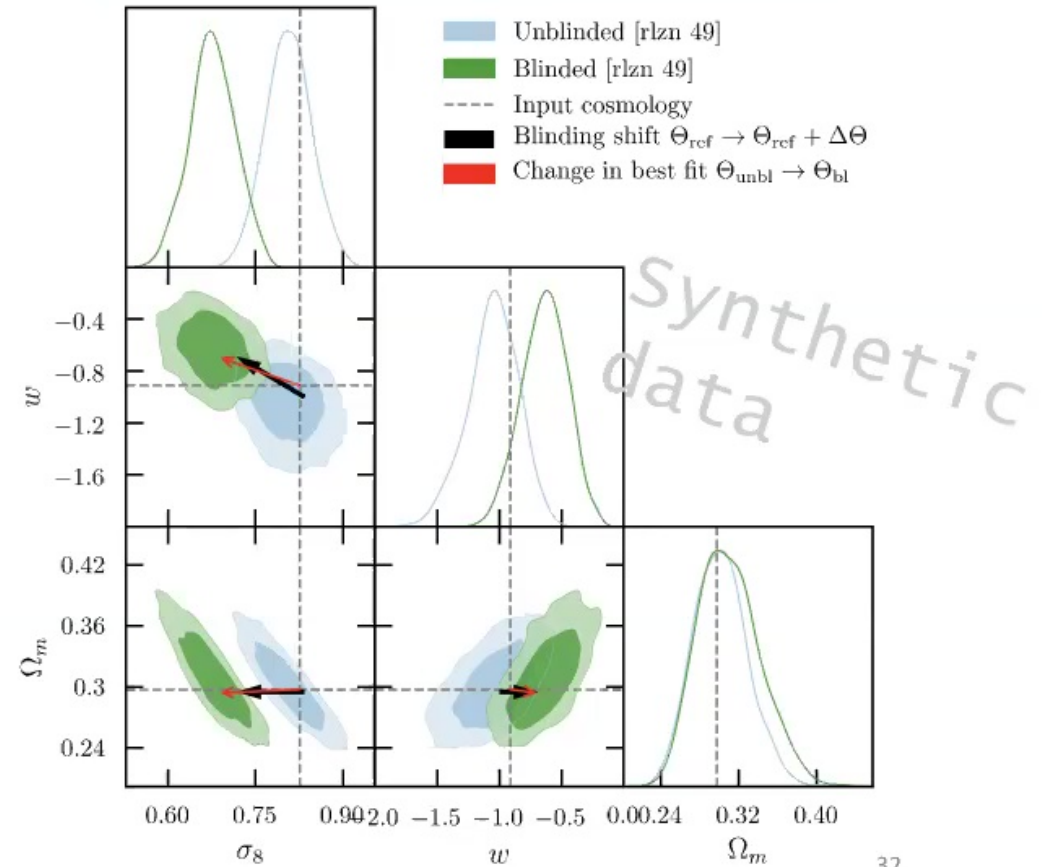 Unblinded [rlzn 49]
Blinded [rlzn 49]
Input cosmology
Blinding shift Θref → Θref + ΔΘ
Change in best fit Θunbl → Θbl
Synthetic
data
−0.4
−0.8
−1.2
−1.6
w
0.42
0.36
0.3
0.24
Ωm
0.60 0.75 0.90 −2.0 −1.5 −1.0 −0.5 0.0 0.24 0.32 0.40
σ8 w Ωm